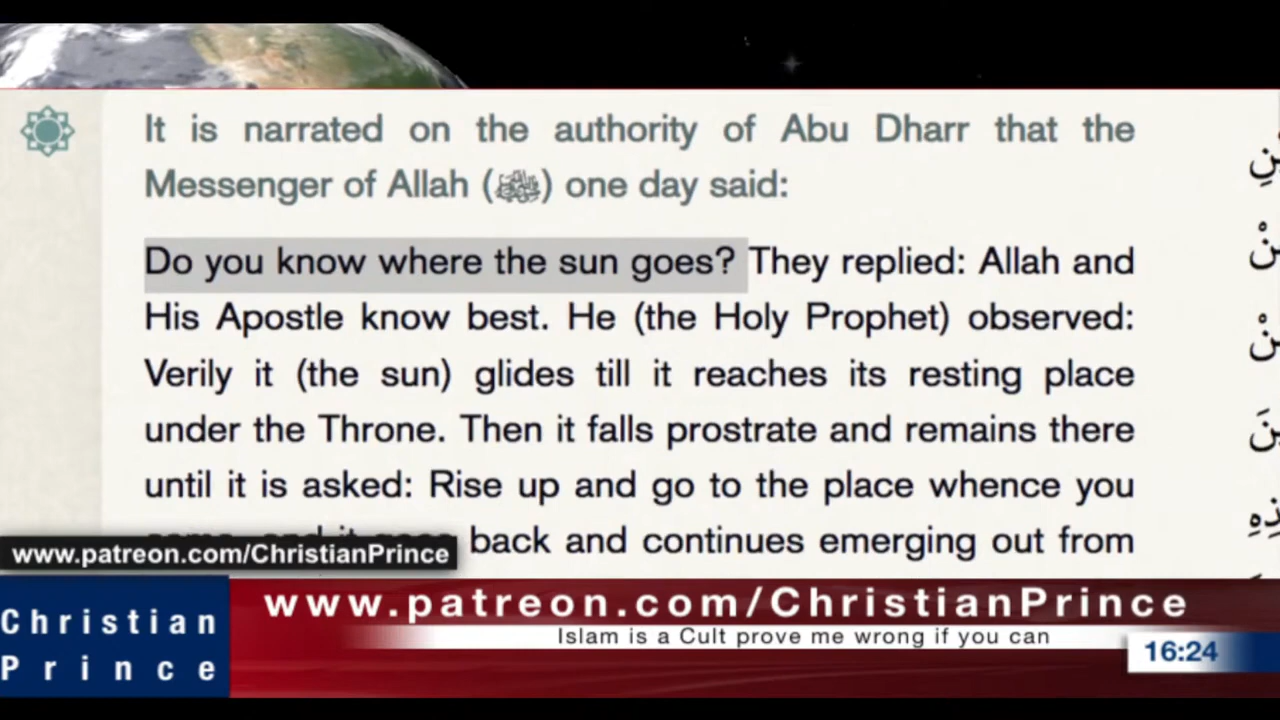 It is narrated on the authority of Abu Dharr that the
Messenger of Allah (ﷺ) one day said:
Do you know where the sun goes? They replied: Allah and
His Apostle know best. He (the Holy Prophet) observed:
Verily it (the sun) glides till it reaches its resting place
under the Throne. Then it falls prostrate and remains there
until it is asked: Rise up and go to the place whence you
back and continues emerging out from
www.patreon.com/ChristianPrince
www.patreon.com/ChristianPrince
Islam is a Cult prove me wrong if you can
Christian
Prince
16:24